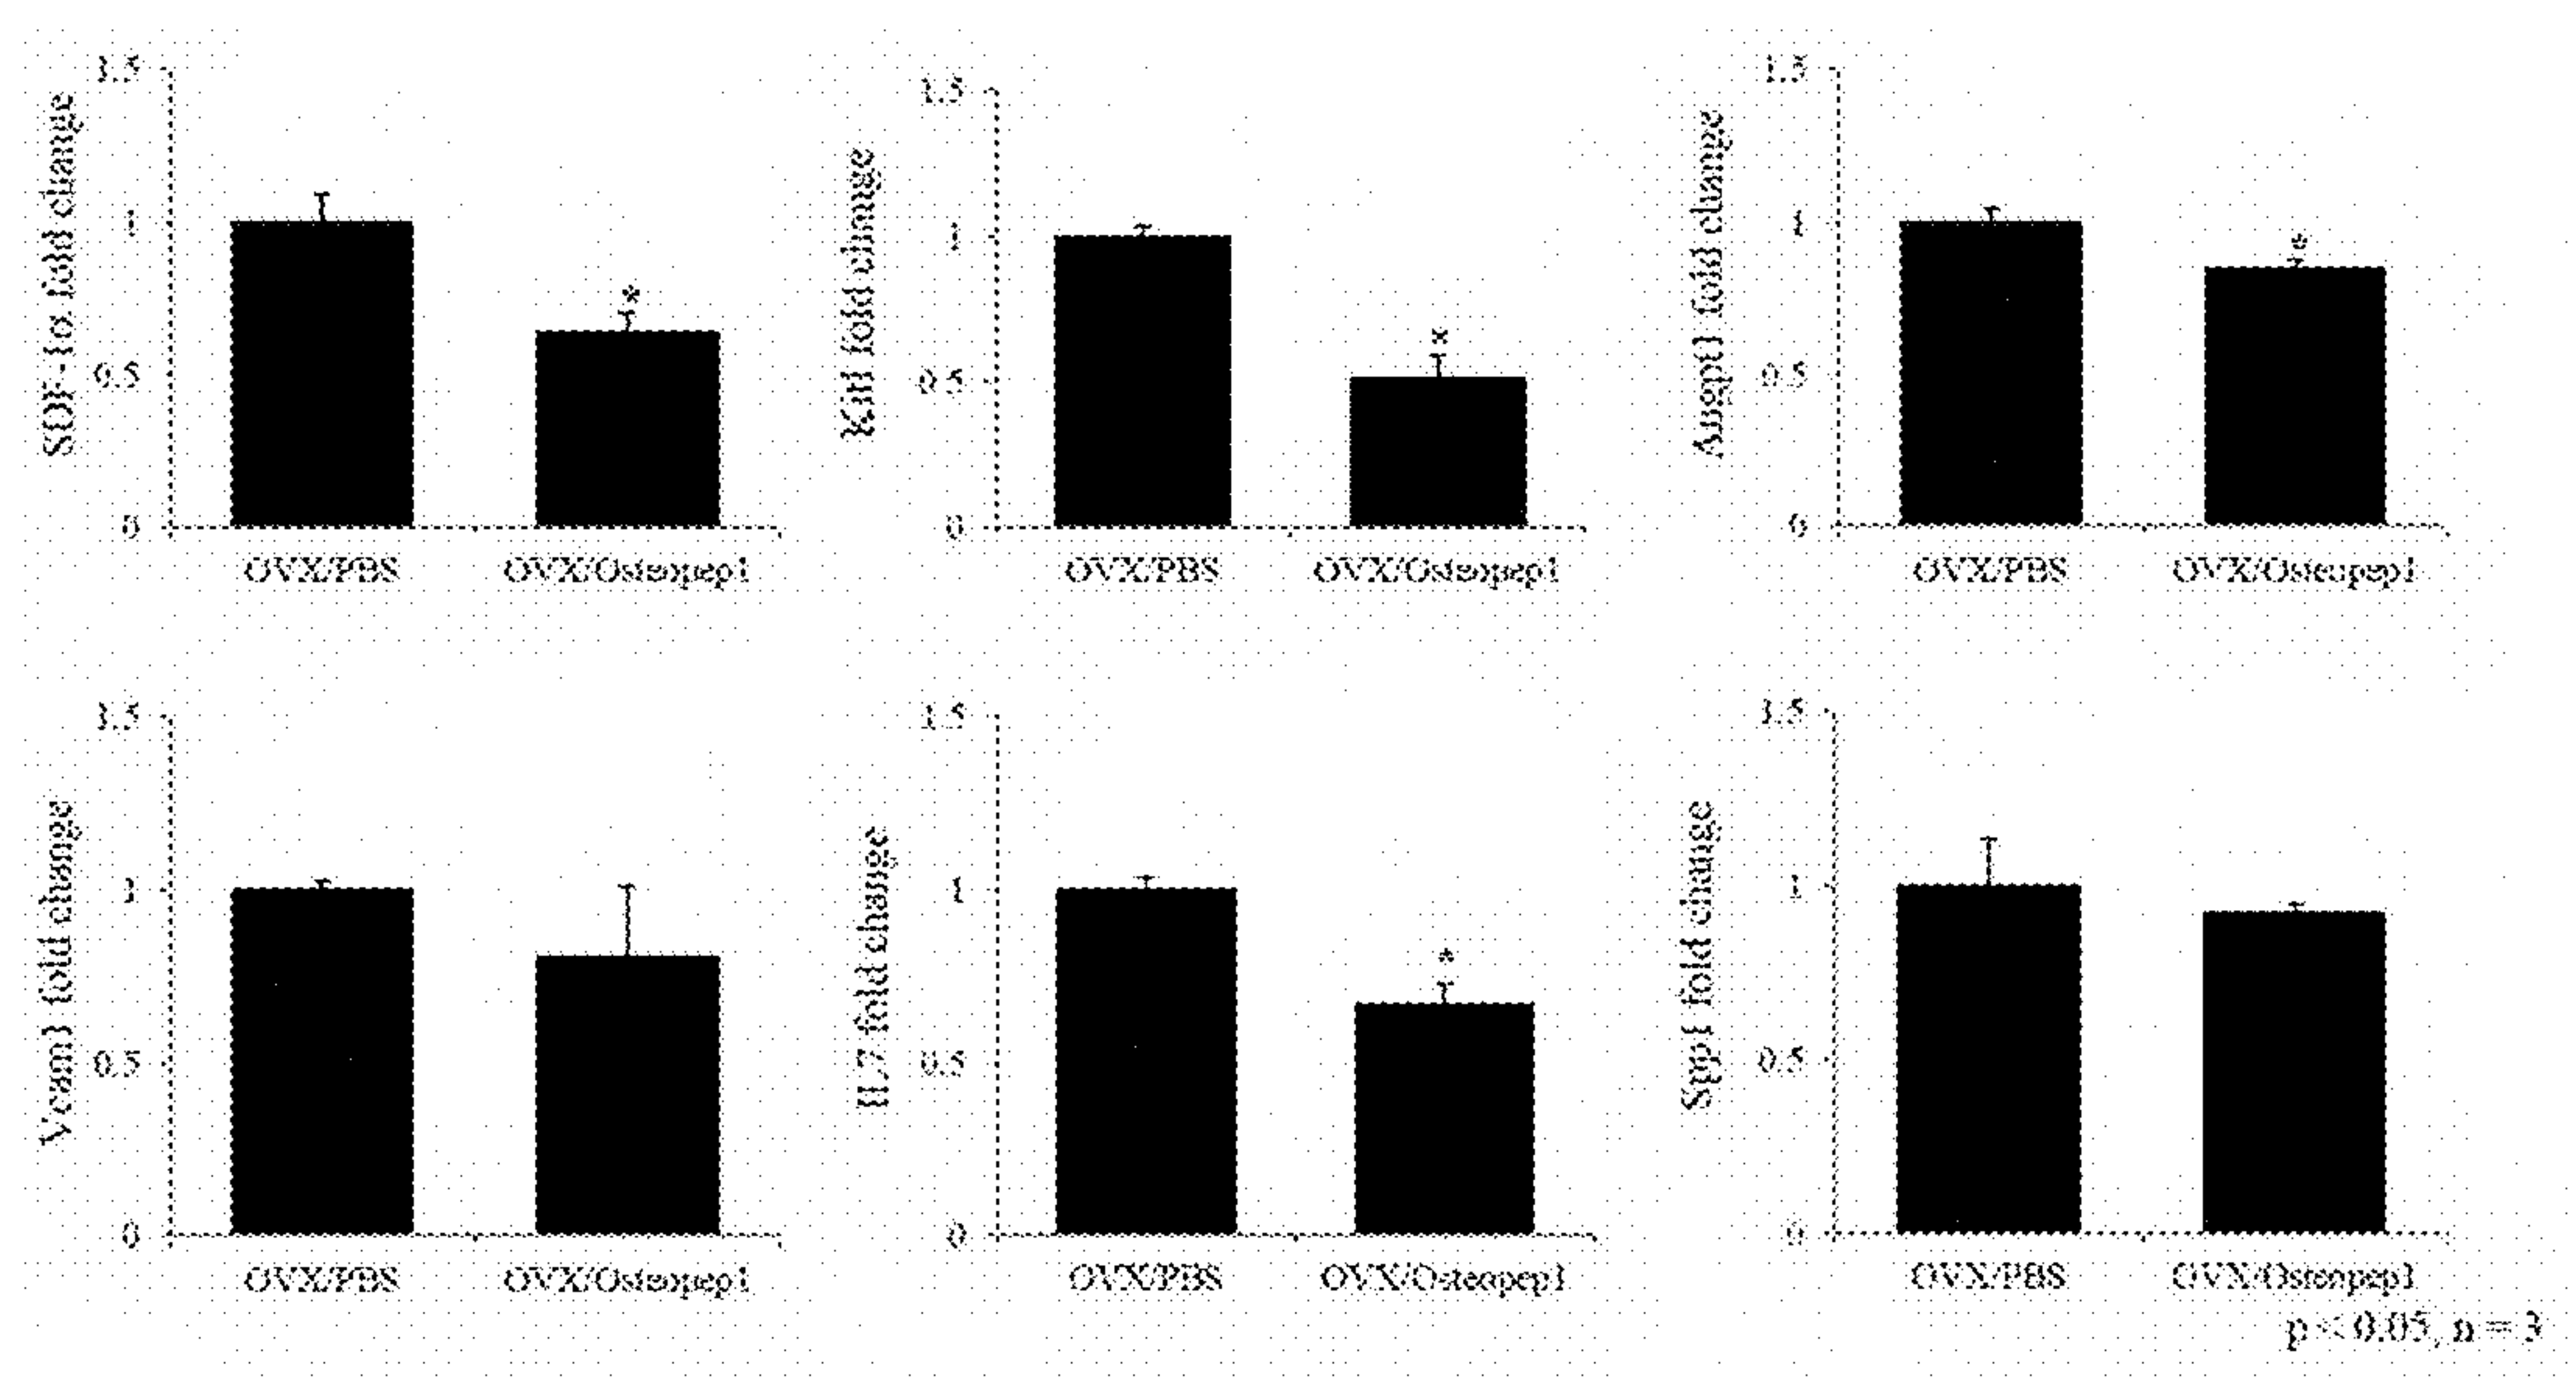 SDF-1α fold change
1.5
1
0.5
0
OVX/PBS OVX/Osteopep1
Kitl fold change
1.5
1
0.5
0
OVX/PBS OVX/Osteopep1
Angpt1 fold change
1.5
1
0.5
0
OVX/PBS OVX/Osteopep1
*
*
*
Vcam1 fold change
1.5
1
0.5
0
OVX/PBS OVX/Osteopep1
IL7 fold change
1.5
1
0.5
0
OVX/PBS OVX/Osteopep1
*
Spp1 fold change
1.5
1
0.5
0
OVX/PBS OVX/Osteopep1
p < 0.05, n = 3